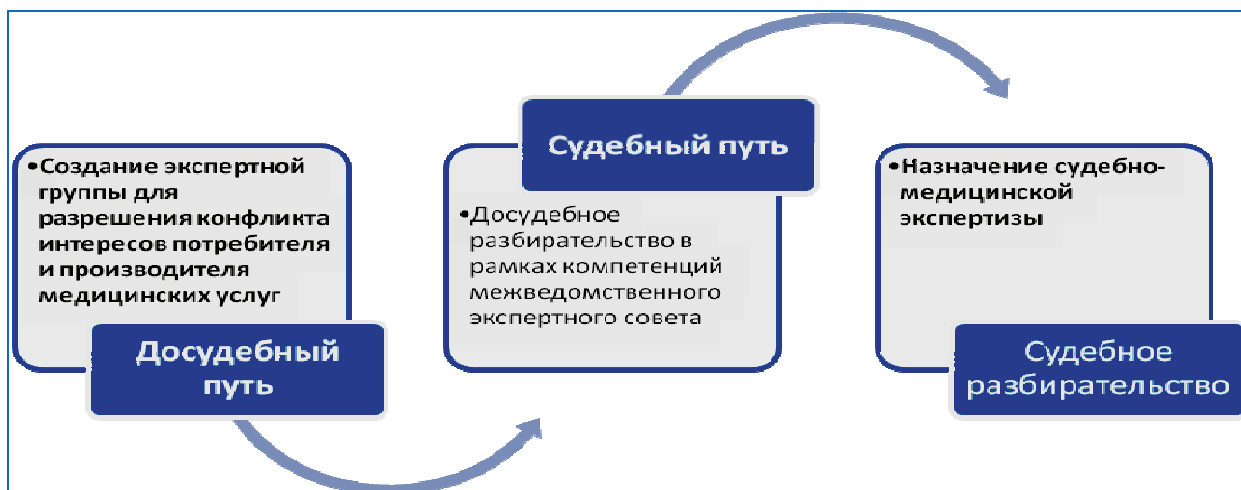 •Создание экспертной
группы для
разрешения конфликта
интересов потребителя
и производителя
медицинских услуг
Досудебный
путь
Судебный путь
•Досудебное
разбирательство в
рамках компетенций
межведомственного
экспертного совета
•Назначение судебно-
медицинской
экспертизы
Судебное
разбирательство